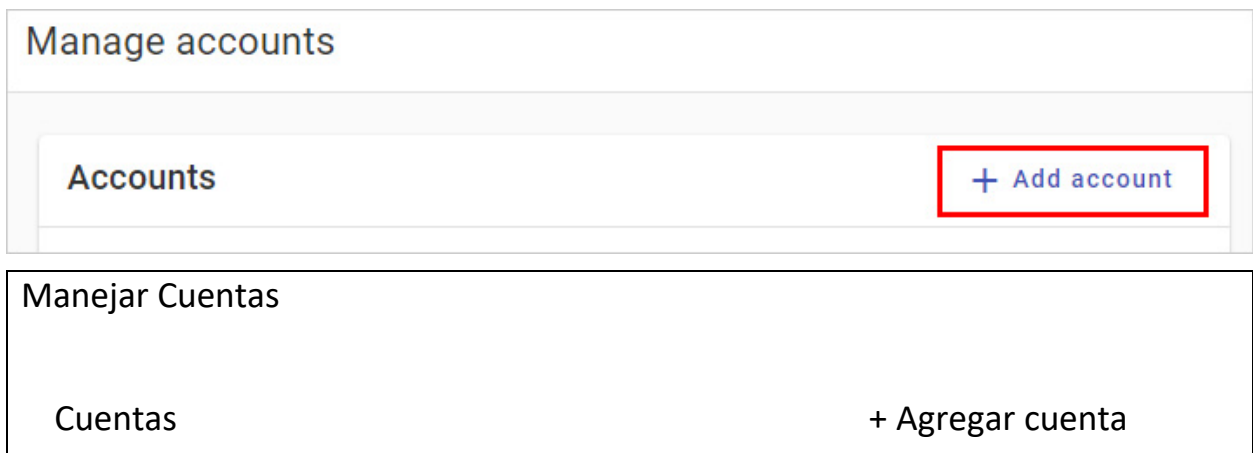 Manage accounts
Accounts + Add account
Manejar Cuentas
Cuentas + Agregar cuenta